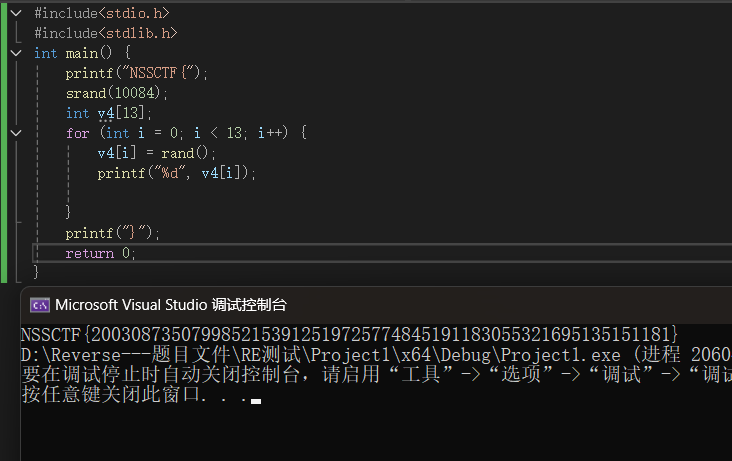 #include<stdio.h>
#include<stdlib.h>
int main() {
printf("NSSCTF{");
srand(10084);
int v4[13];
for (int i = 0; i < 13; i++) {
v4[i] = rand();
printf("%d", v4[i]);
}
printf("}");
return 0;
}
C:\ Microsoft Visual Studio 调试控制台
NSSCTF{20030873507998521539125197257748451911830553216951351511​81}
D:\Reverse---题目文件\RE测试\Project1\x64\Debug\Project1.exe (进程 2060
要在调试停止时自动关闭控制台，请启用“工具”->“选项”->“调试”->“调试
按任意键关闭此窗口. . .